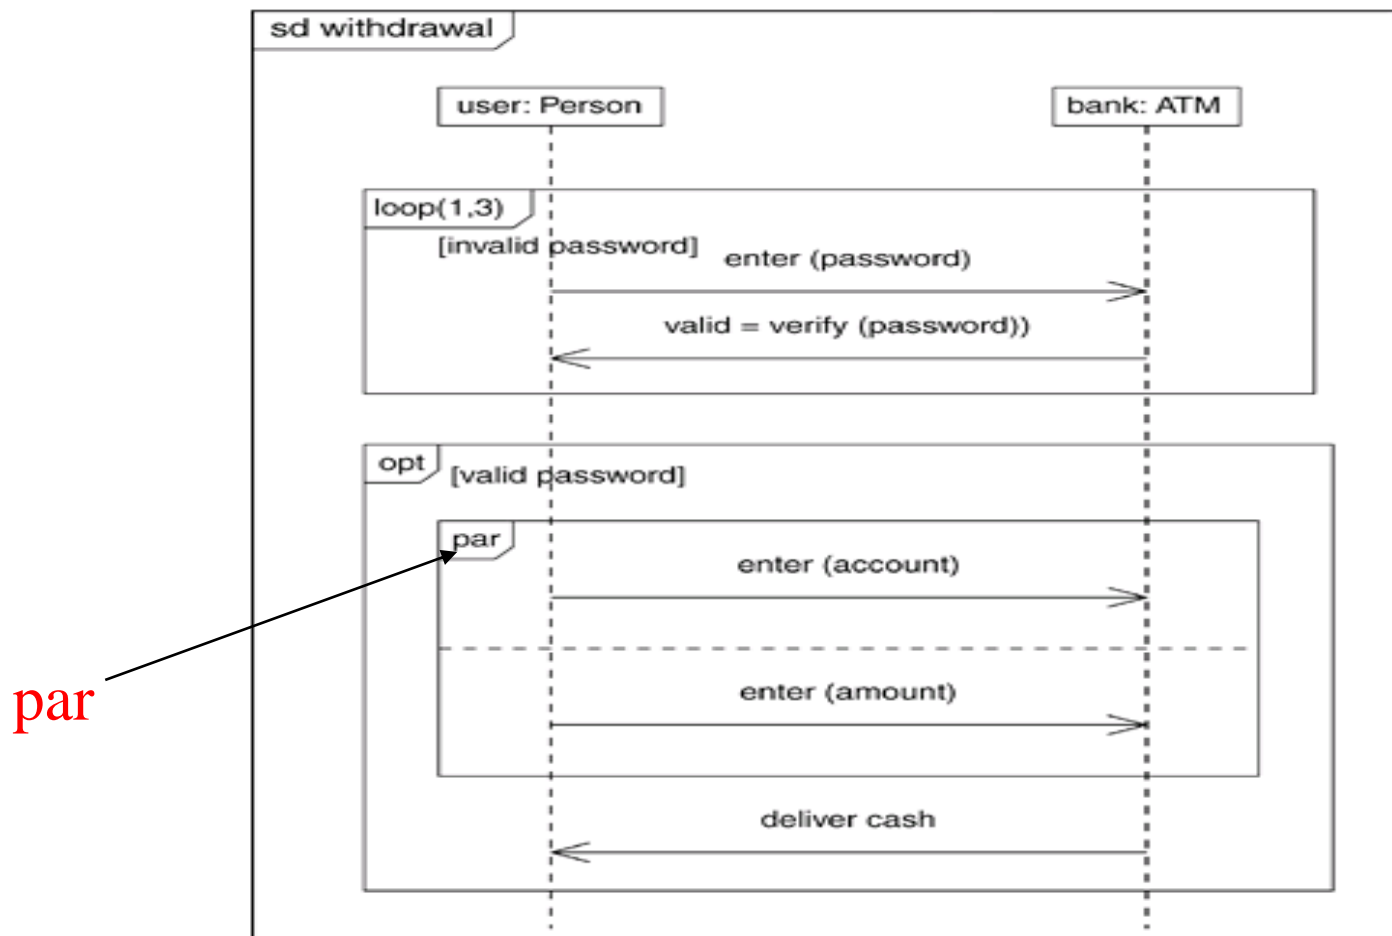 sd withdrawal
user: Person
bank: ATM
loop(1,3)
[invalid password]
enter (password)
valid = verify (password))
opt
[valid password]
par
enter (account)
par
enter (amount)
deliver cash